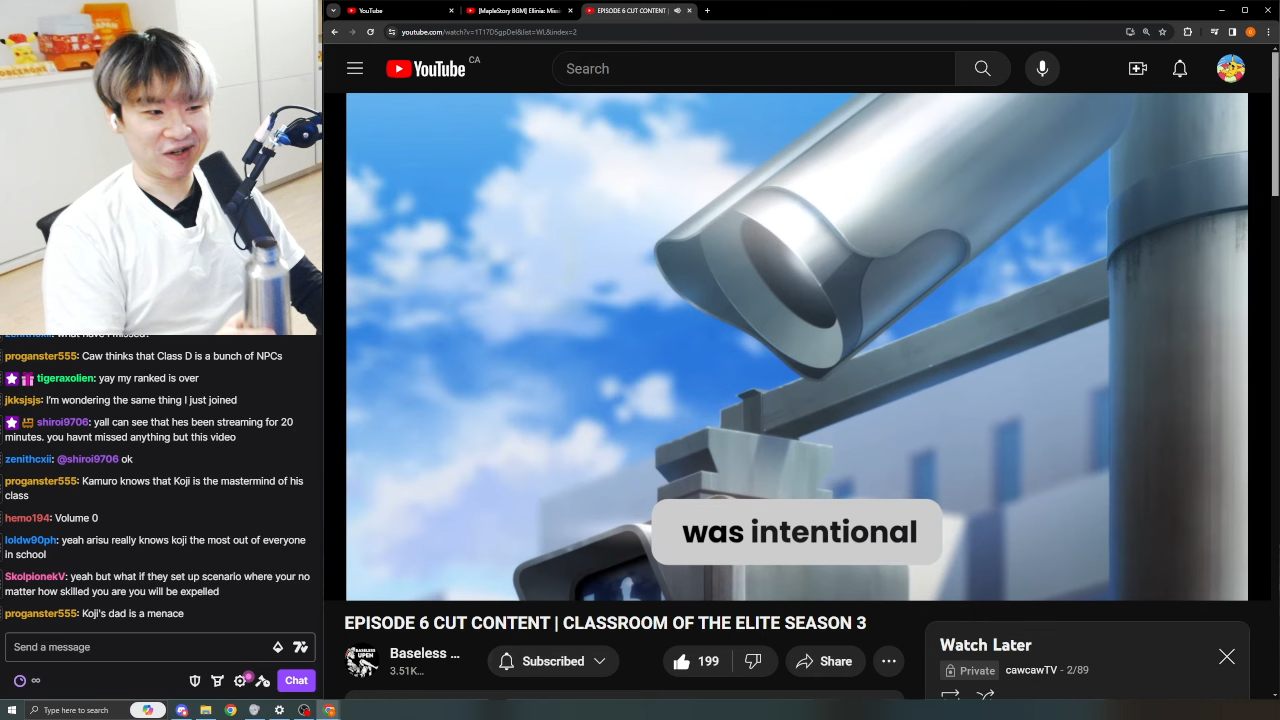 YouTube
[MapleStory BGM] Elinia: Miss
EPISODE 6 CUT CONTENT |
youtube.com/watch?v=1T17D5gpDeI&list=WL&index=2
YouTube CA
Search
was intentional
EPISODE 6 CUT CONTENT | CLASSROOM OF THE ELITE SEASON 3
Baseless ...
3.51K...
Subscribed
199
Share
Watch Later
Private
cawcawTV - 2/89
zenithcxii: what have I missed?
proganster555: Caw thinks that Class D is a bunch of NPCs
tigeraxolien: yay my ranked is over
jkksjsjs: I'm wondering the same thing I just joined
shiroi9706: yall can see that hes been streaming for 20
minutes. you havnt missed anything but this video
zenithcxii: @shiroi9706 ok
proganster555: Kamuro knows that Koji is the mastermind of his
class
hemo194: Volume 0
loldw90ph: yeah arisu really knows koji the most out of everyone
in school
SkolpionekV: yeah but what if they set up scenario where your no
matter how skilled you are you will be expelled
proganster555: Koji's dad is a menace
Send a message
∞
Chat
Type here to search